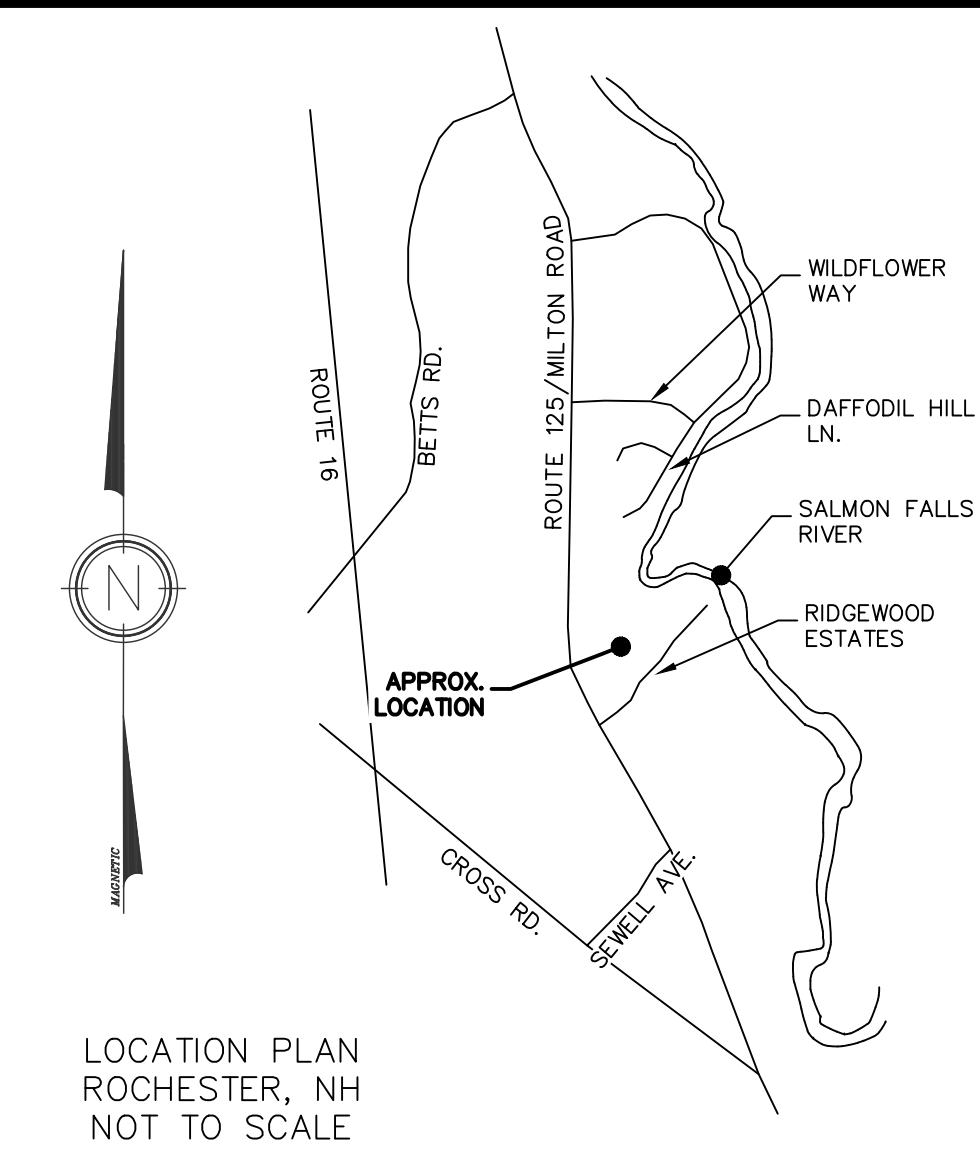 WILDFLOWER
WAY
ROUTE 125/MILTON ROAD
BETTS RD.
ROUTE 16
DAFFODIL HILL
LN.
SALMON FALLS
RIVER
N
RIDGEWOOD
ESTATES
APPROX.
LOCATION
MAGNETIC
CROSS RD.
SEWELL AVE.
LOCATION PLAN
ROCHESTER, NH
NOT TO SCALE